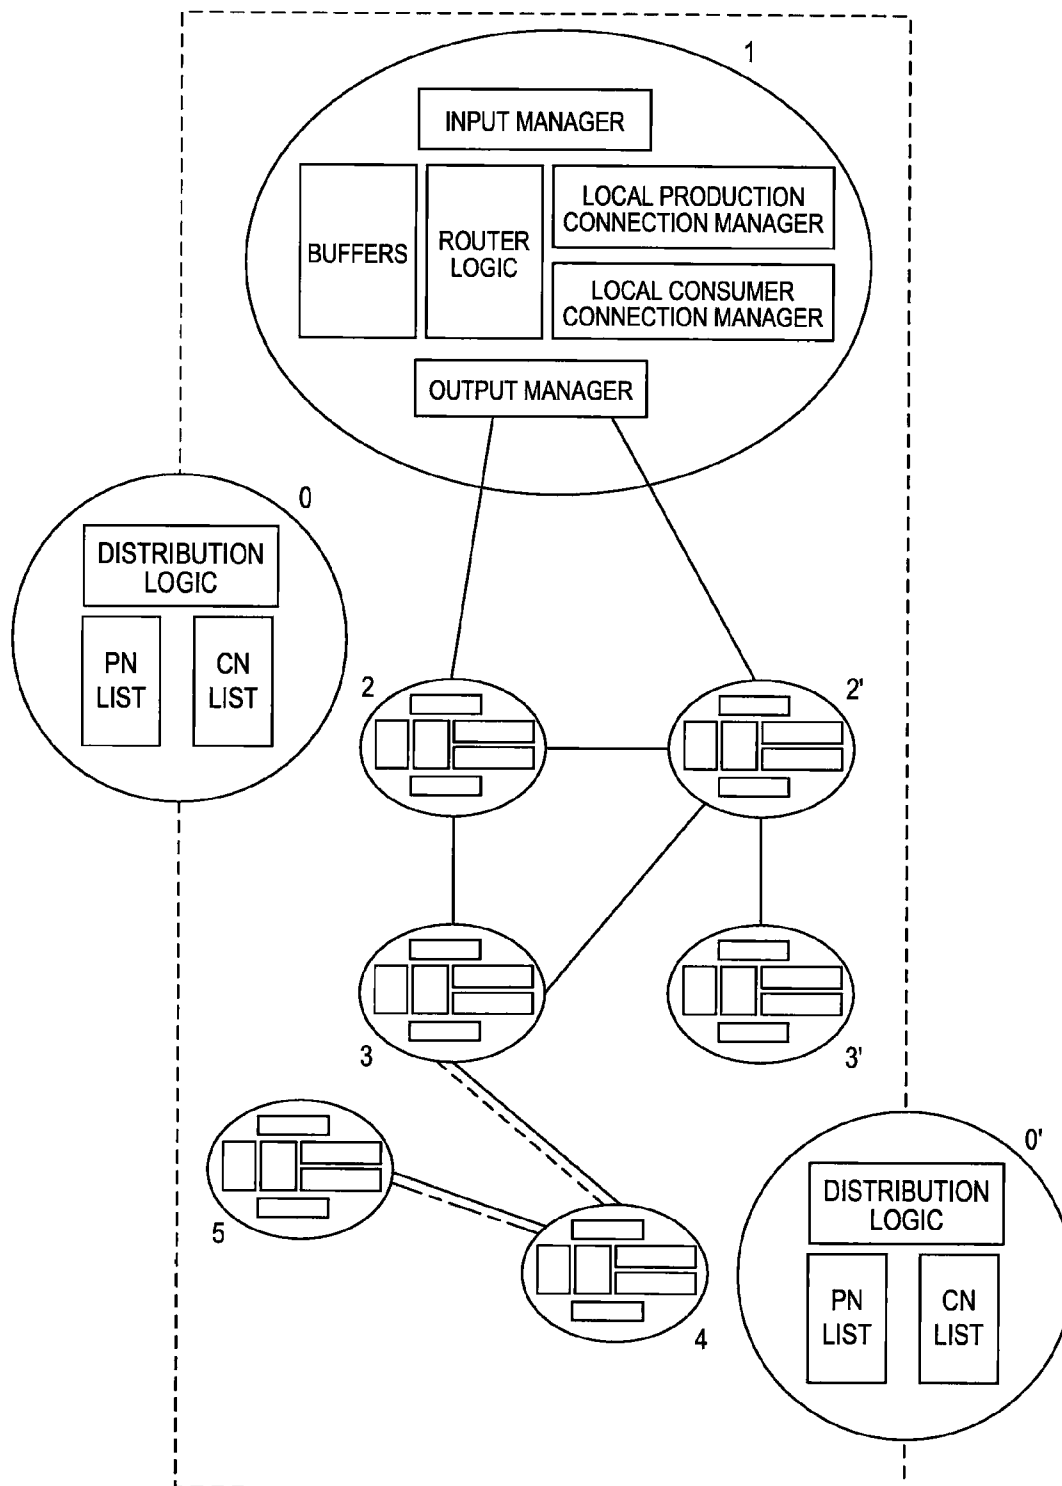 1
INPUT MANAGER
BUFFERS
ROUTER
LOGIC
LOCAL PRODUCTION
CONNECTION MANAGER
LOCAL CONSUMER
CONNECTION MANAGER
OUTPUT MANAGER
0
DISTRIBUTION
LOGIC
PN
LIST
CN
LIST
2
2'
3
3'
5
4
0'
DISTRIBUTION
LOGIC
PN
LIST
CN
LIST